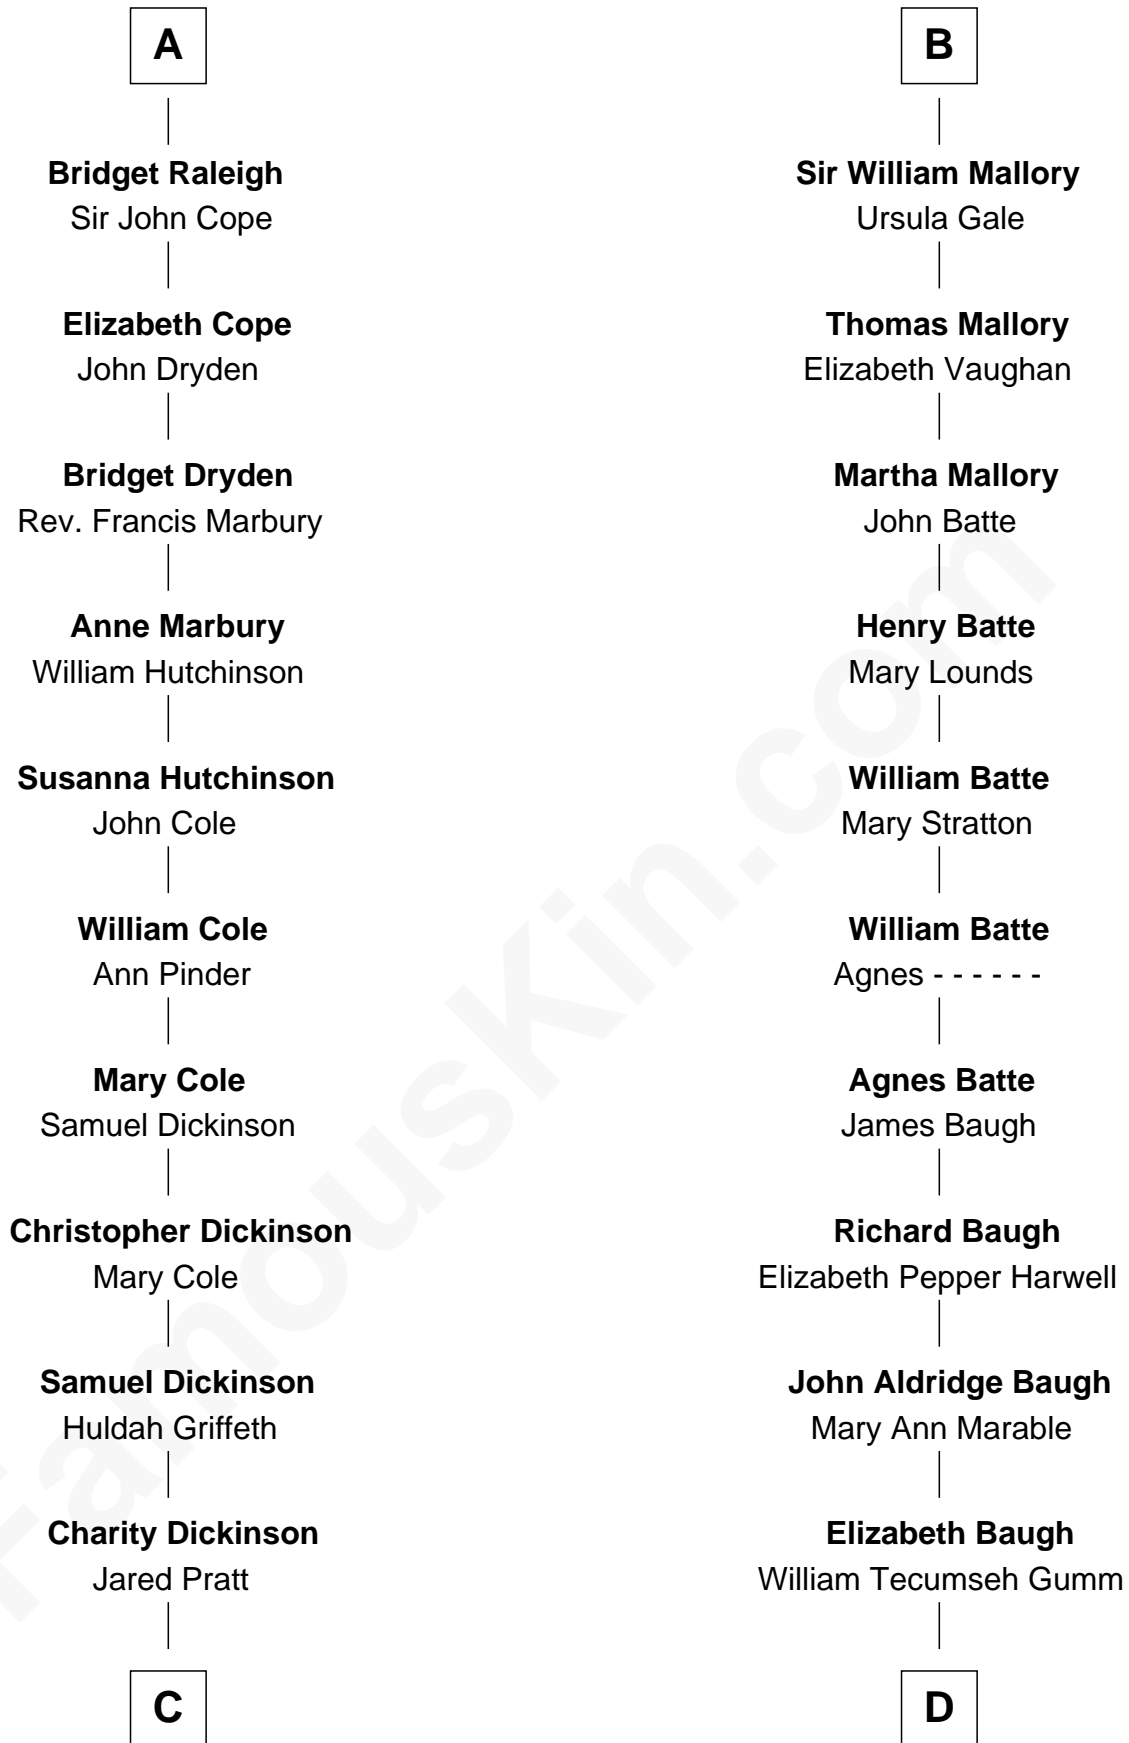 A
Bridget Raleigh
Sir John Cope
Elizabeth Cope
John Dryden
Bridget Dryden
Rev. Francis Marbury
Anne Marbury
William Hutchinson
Susanna Hutchinson
John Cole
William Cole
Ann Pinder
Mary Cole
Samuel Dickinson
Christopher Dickinson
Mary Cole
Samuel Dickinson
Huldah Griffeth
Charity Dickinson
Jared Pratt
C
B
Sir William Mallory
Ursula Gale
Thomas Mallory
Elizabeth Vaughan
Martha Mallory
John Batte
Henry Batte
Mary Lounds
William Batte
Mary Stratton
William Batte
Agnes - - - - - -
Agnes Batte
James Baugh
Richard Baugh
Elizabeth Pepper Harwell
John Aldridge Baugh
Mary Ann Marable
Elizabeth Baugh
William Tecumseh Gumm
D
FamousKin.com